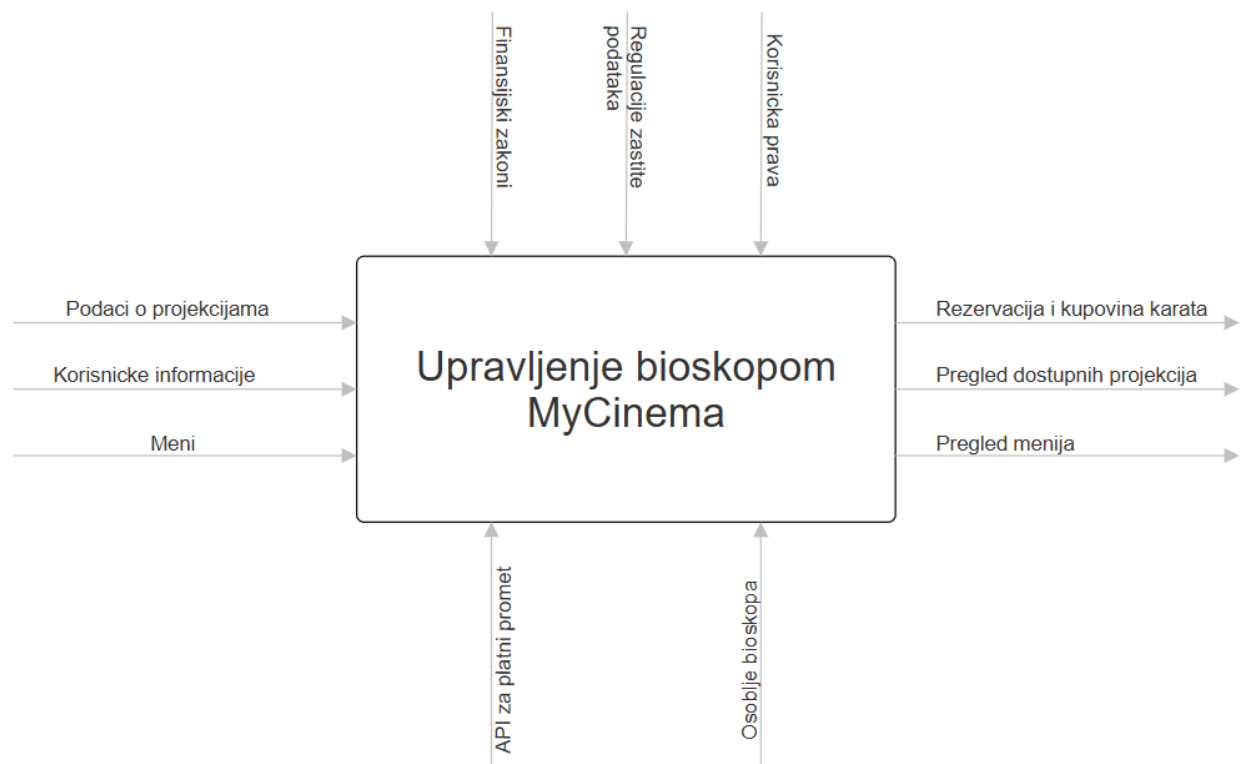 Finansijski zakoni
Regulacije zastite
podataka
Korisnicka prava
Podaci o projekcijama
Korisnicke informacije
Meni
Upravljenje bioskopom
MyCinema
Rezervacija i kupovina karata
Pregled dostupnih projekcija
Pregled menija
API za platni promet
Osoblje bioskopa